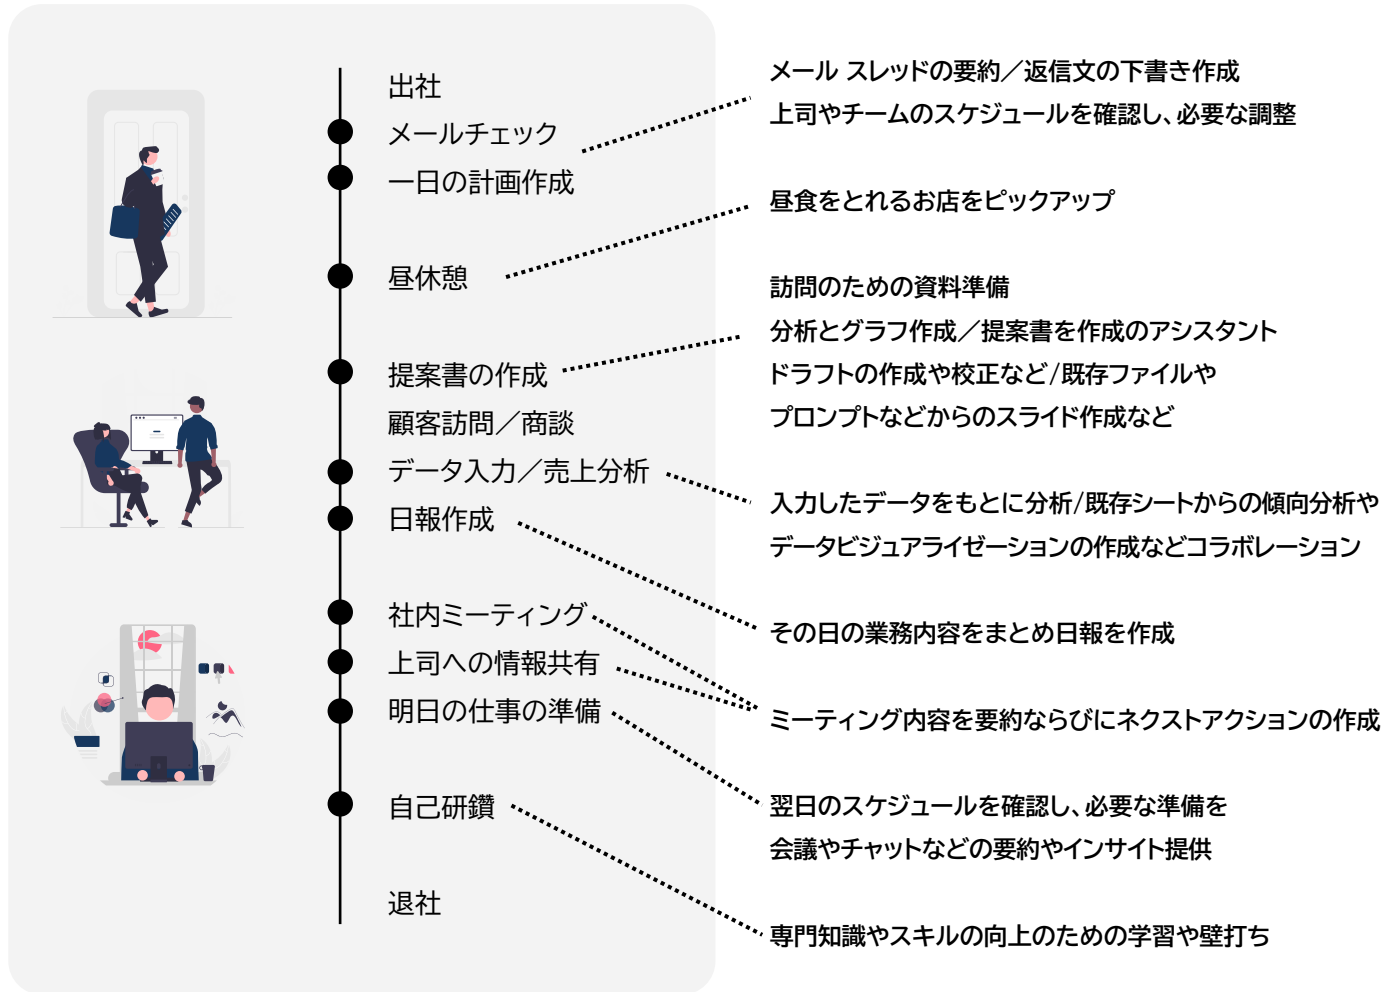 出社
メールチェック
一日の計画作成
昼休憩
提案書の作成
顧客訪問／商談
データ入力／売上分析
日報作成
社内ミーティング
上司への情報共有
明日の仕事の準備
自己研鑽
退社
メール スレッドの要約／返信文の下書き作成
上司やチームのスケジュールを確認し、必要な調整
昼食をとれるお店をピックアップ
訪問のための資料準備
分析とグラフ作成／提案書を作成のアシスタント
ドラフトの作成や校正など/既存ファイルや
プロンプトなどからのスライド作成など
入力したデータをもとに分析/既存シートからの傾向分析や
データビジュアライゼーションの作成などコラボレーション
その日の業務内容をまとめ日報を作成
ミーティング内容を要約ならびにネクストアクションの作成
翌日のスケジュールを確認し、必要な準備を
会議やチャットなどの要約やインサイト提供
専門知識やスキルの向上のための学習や壁打ち